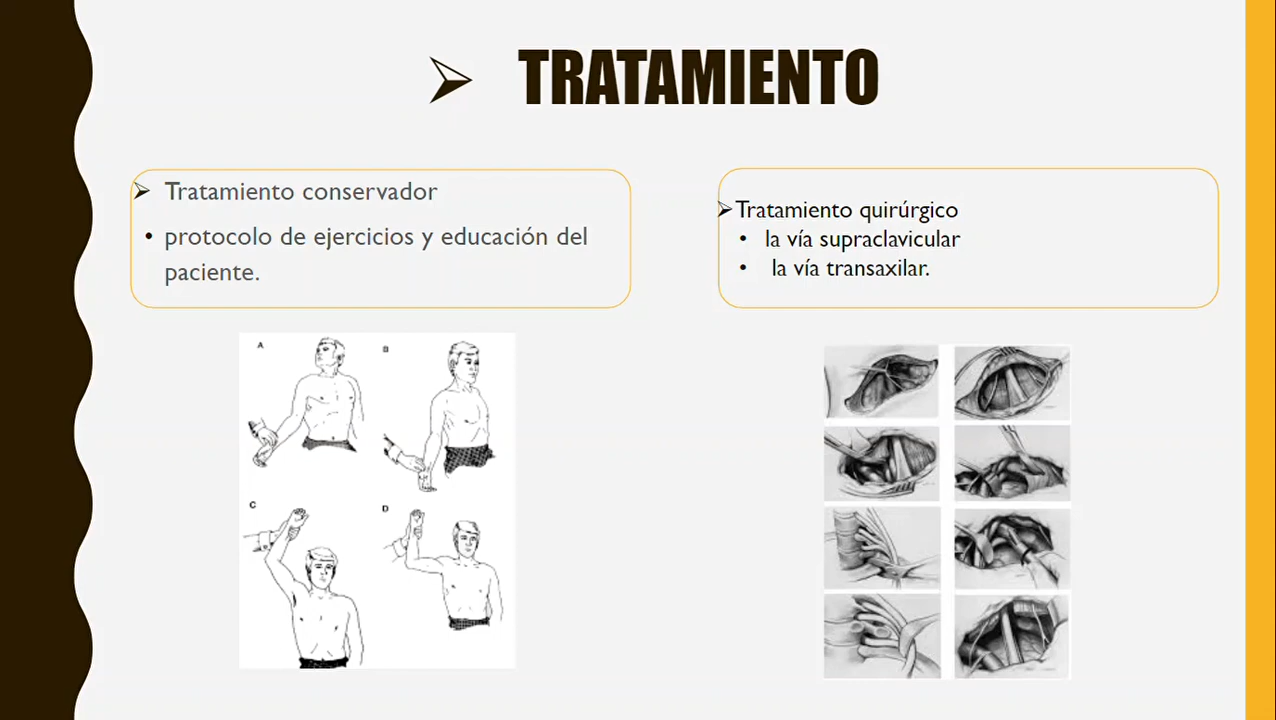 TRATAMIENTO
Tratamiento conservador
• protocolo de ejercicios y educación del
paciente.
Tratamiento quirúrgico
• la vía supraclavicular
• la vía transaxilar.
A
B
C
D